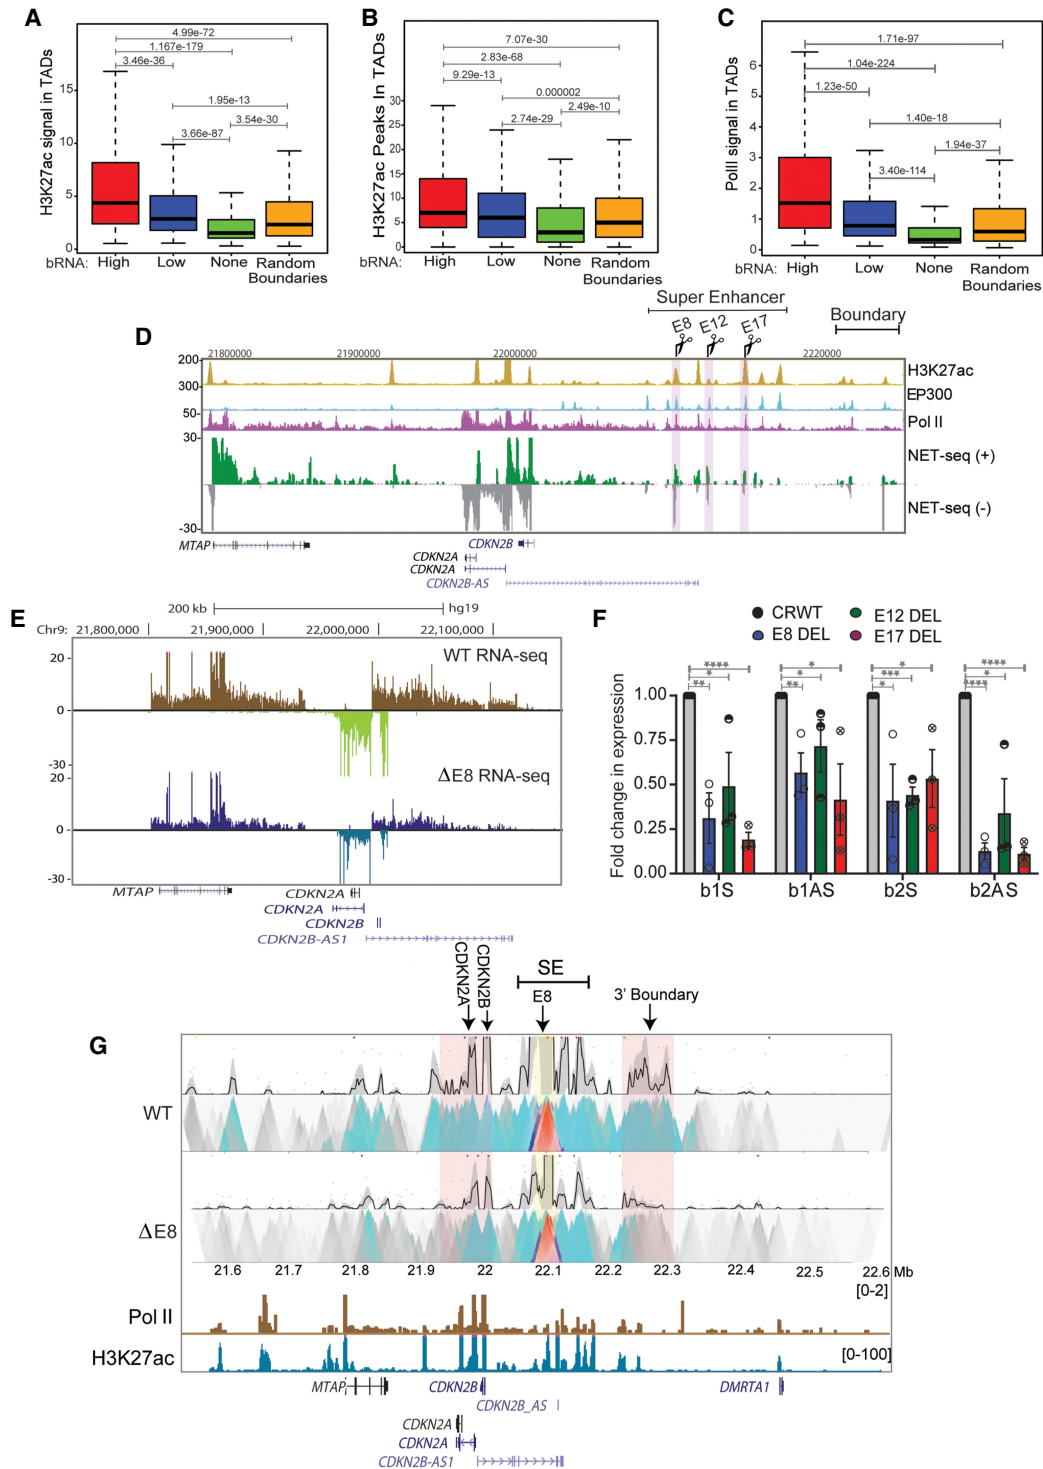 A
H3K27ac signal in TADs
4.99e-72
1.167e-179
3.46e-36
1.95e-13
3.54e-30
3.66e-87
15
10
5
0
bRNA: High Low None Random Boundaries
B
H3K27ac Peaks In TADs
7.07e-30
2.83e-68
9.29e-13
0.000002
2.49e-10
2.74e-29
30
25
20
15
10
5
0
bRNA: High Low None Random Boundaries
C
PolII signal in TADs
1.71e-97
1.04e-224
1.23e-50
1.40e-18
1.94e-37
3.40e-114
6
5
4
3
2
1
0
bRNA: High Low None Random Boundaries
D
Super Enhancer
E8 E12 E17
Boundary
21800000 21900000 22000000 2220000
200
300
50
30
-30
H3K27ac
EP300
Pol II
NET-seq (+)
NET-seq (-)
MTAP
CDKN2B
CDKN2A
CDKN2A
CDKN2B-AS
E
200 kb hg19
Chr9: 21,800,000 21,900,000 22,000,000 22,100,000
WT RNA-seq
20
0
-30
ΔE8 RNA-seq
20
0
-30
MTAP CDKN2A
CDKN2A
CDKN2B
CDKN2B-AS1
F
CRWT E12 DEL
E8 DEL E17 DEL
Fold change in expression
**** * **
* * **
* *** *
**** * ****
1.00
0.75
0.50
0.25
0.00
b1S b1AS b2S b2AS
G
CDKN2A
CDKN2B
SE
E8
3' Boundary
WT
ΔE8
21.6 21.7 21.8 21.9 22 22.1 22.2 22.3 22.4 22.5 22.6 Mb
[0-2]
Pol II
H3K27ac
[0-100]
MTAP CDKN2B DMRTA1
CDKN2B_AS
CDKN2A
CDKN2A
CDKN2B-AS1